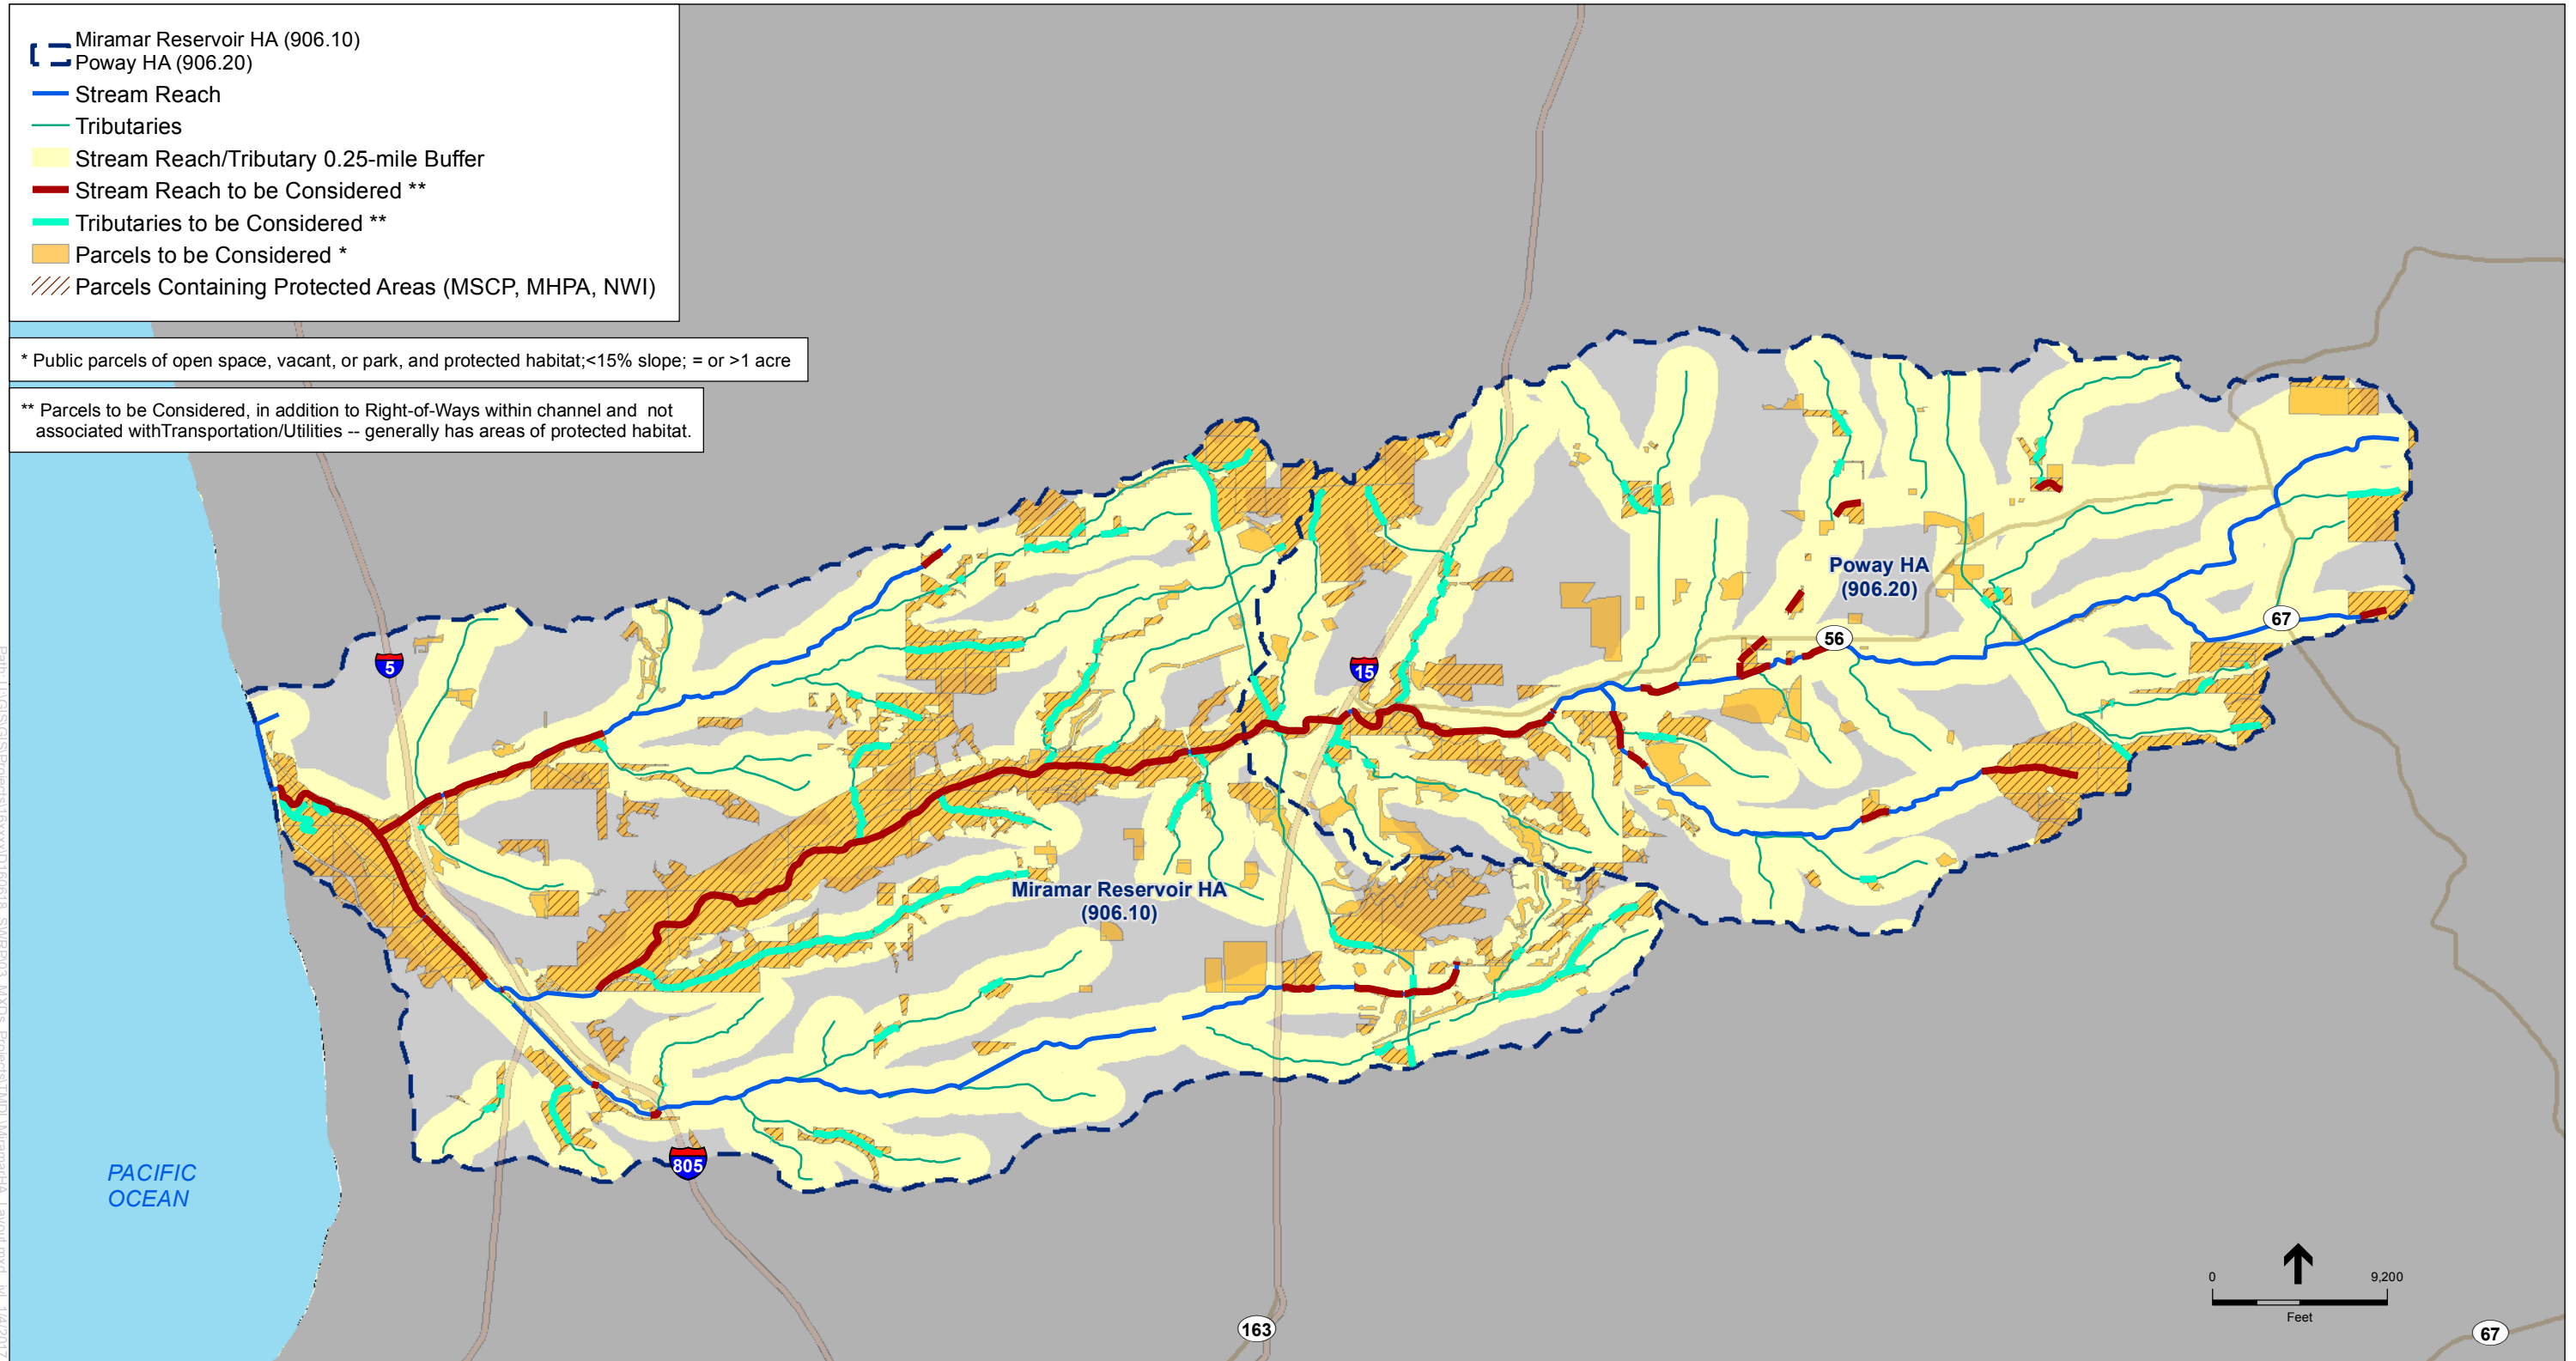 Miramar Reservoir HA (906.10)
Poway HA (906.20)
Stream Reach
Tributaries
Stream Reach/Tributary 0.25-mile Buffer
Stream Reach to be Considered **
Tributaries to be Considered **
Parcels to be Considered *
Parcels Containing Protected Areas (MSCP, MHPA, NWI)
* Public parcels of open space, vacant, or park, and protected habitat;<15% slope; = or >1 acre
** Parcels to be Considered, in addition to Right-of-Ways within channel and not
associated withTransportation/Utilities -- generally has areas of protected habitat.
Poway HA
(906.20)
67
56
5
15
Miramar Reservoir HA
(906.10)
805
PACIFIC
OCEAN
0 9,200
Feet
163
67